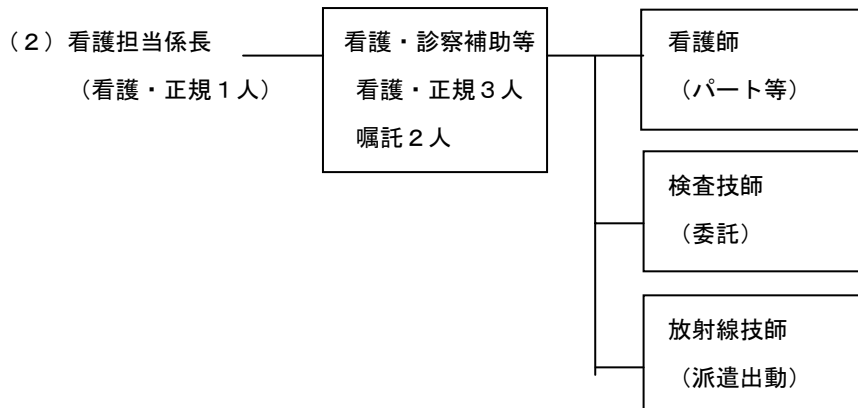 （２）看護担当係長
（看護・正規１人）
看護・診察補助等
看護・正規３人
嘱託２人
看護師
（パート等）
検査技師
（委託）
放射線技師
（派遣出動）